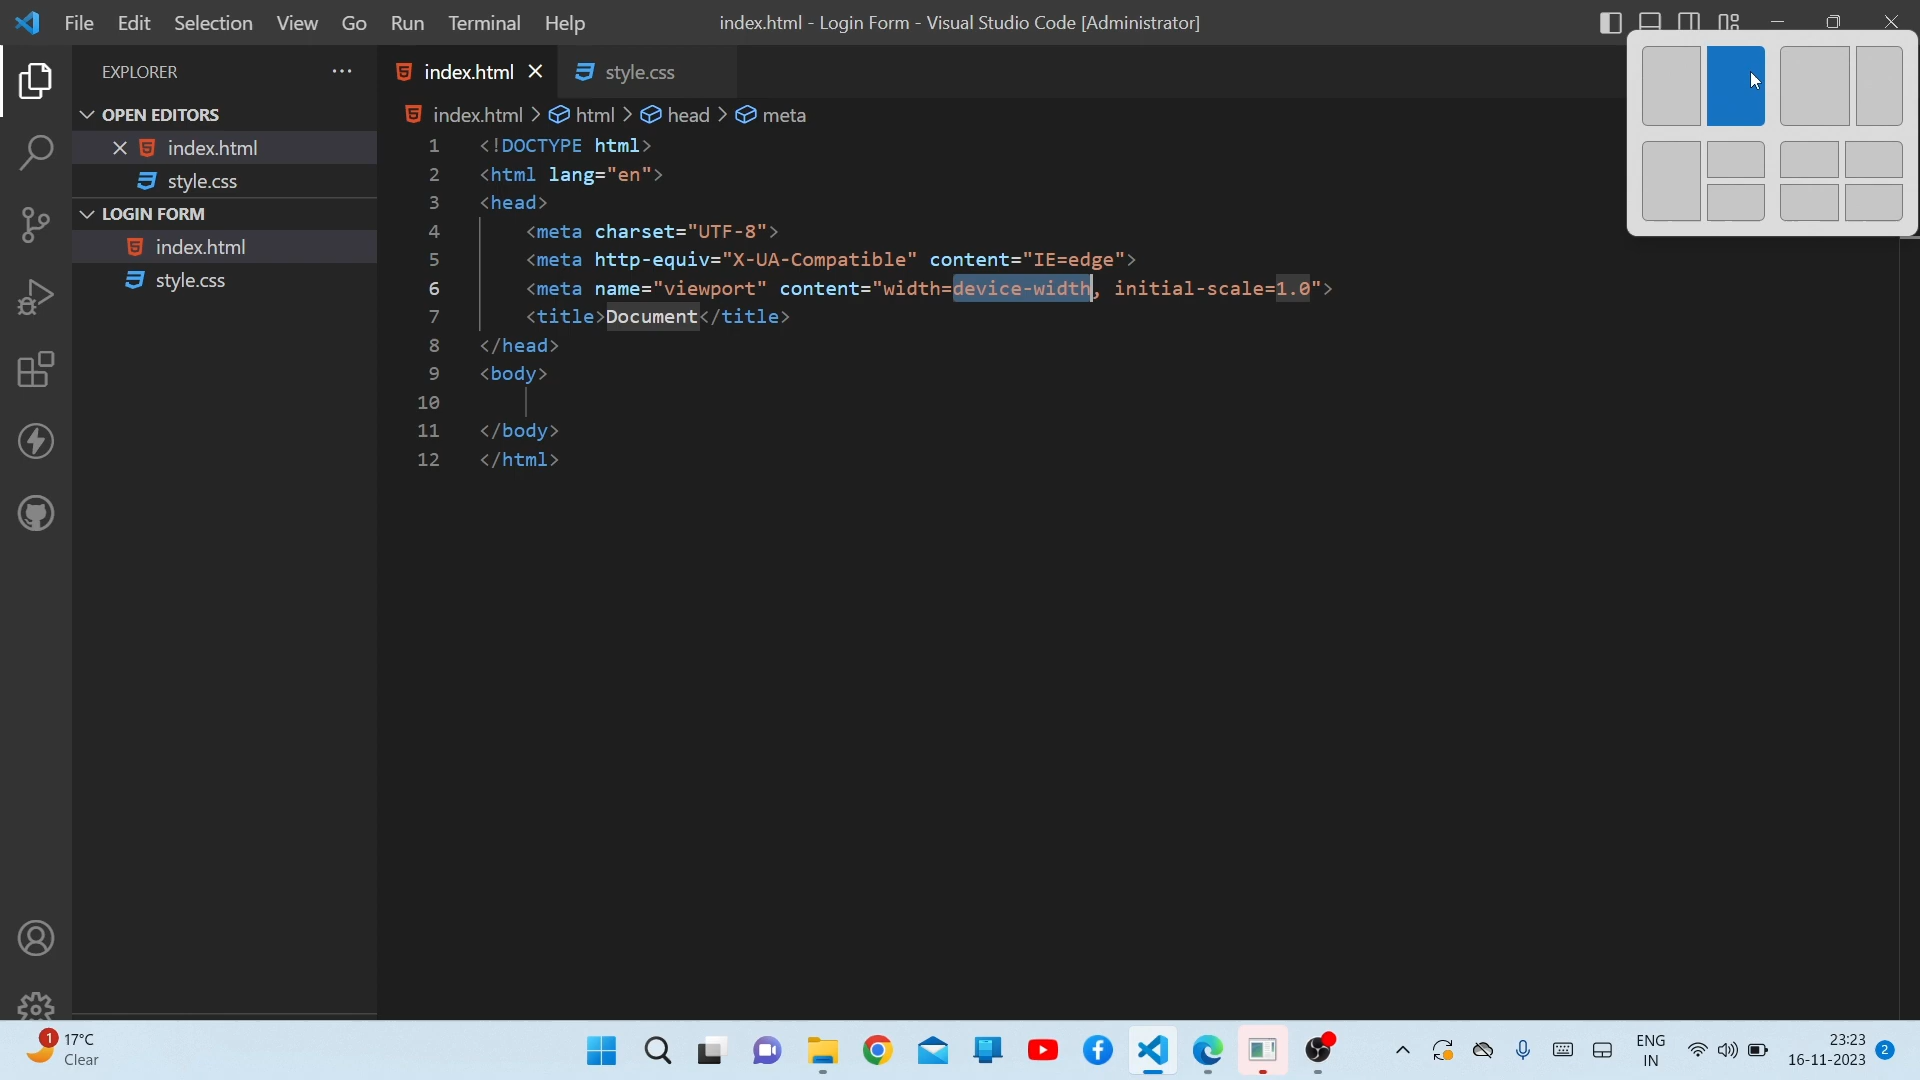 File Edit Selection View Go Run Terminal Help
index.html - Login Form - Visual Studio Code [Administrator]
EXPLORER
index.html
style.css
OPEN EDITORS
index.html
style.css
LOGIN FORM
index.html
style.css
index.html > html > head > meta
1 <!DOCTYPE html>
2 <html lang="en">
3 <head>
4 <meta charset="UTF-8">
5 <meta http-equiv="X-UA-Compatible" content="IE=edge">
6 <meta name="viewport" content="width=device-width, initial-scale=1.0">
7 <title>Document</title>
8 </head>
9 <body>
10
11 </body>
12 </html>
1
17°C
Clear
ENG
IN
23:23
16-11-2023
2